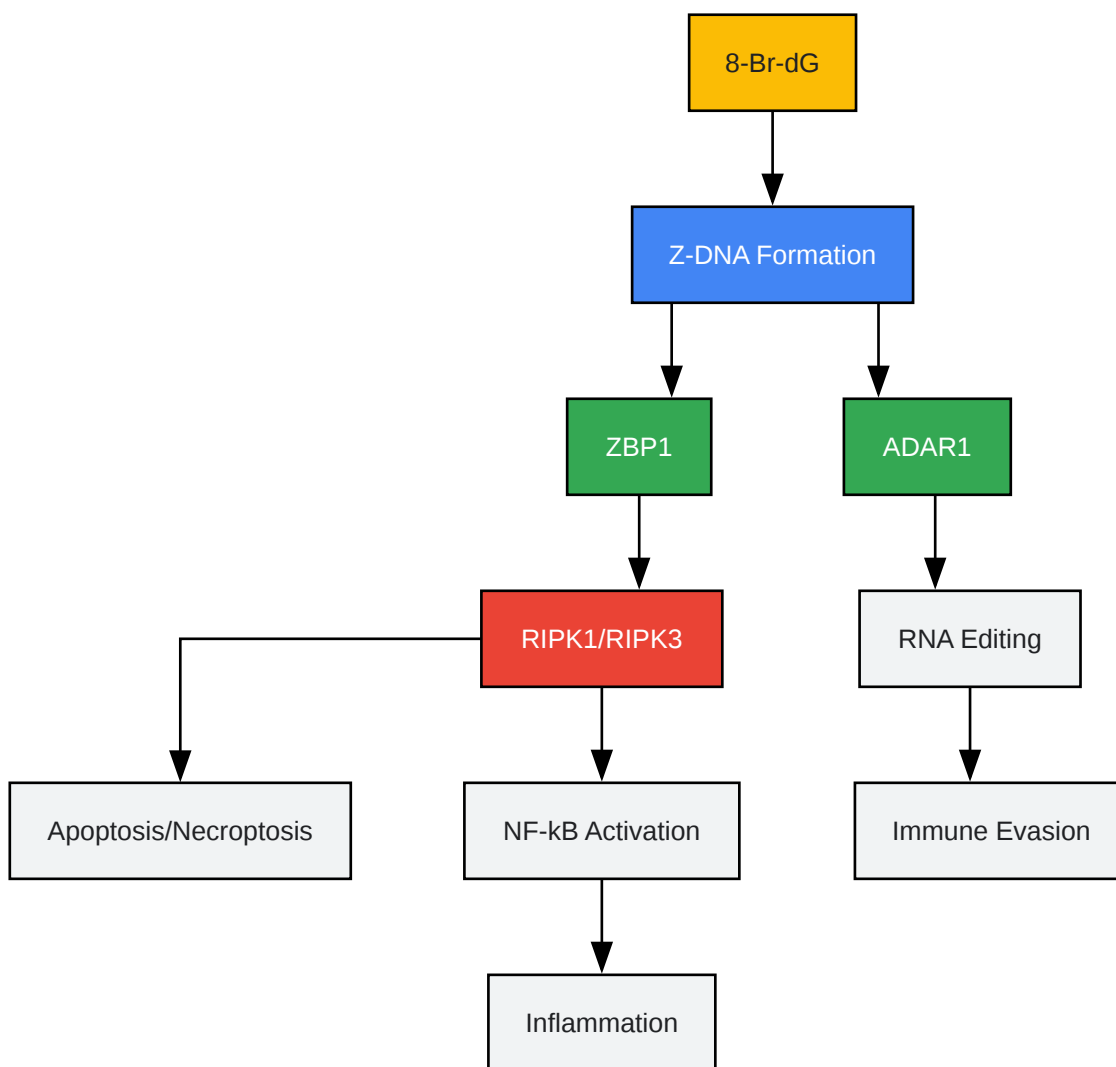 8-Br-dG
Z-DNA Formation
ZBP1
ADAR1
RIPK1/RIPK3
RNA Editing
Apoptosis/Necroptosis
NF-kB Activation
Immune Evasion
Inflammation